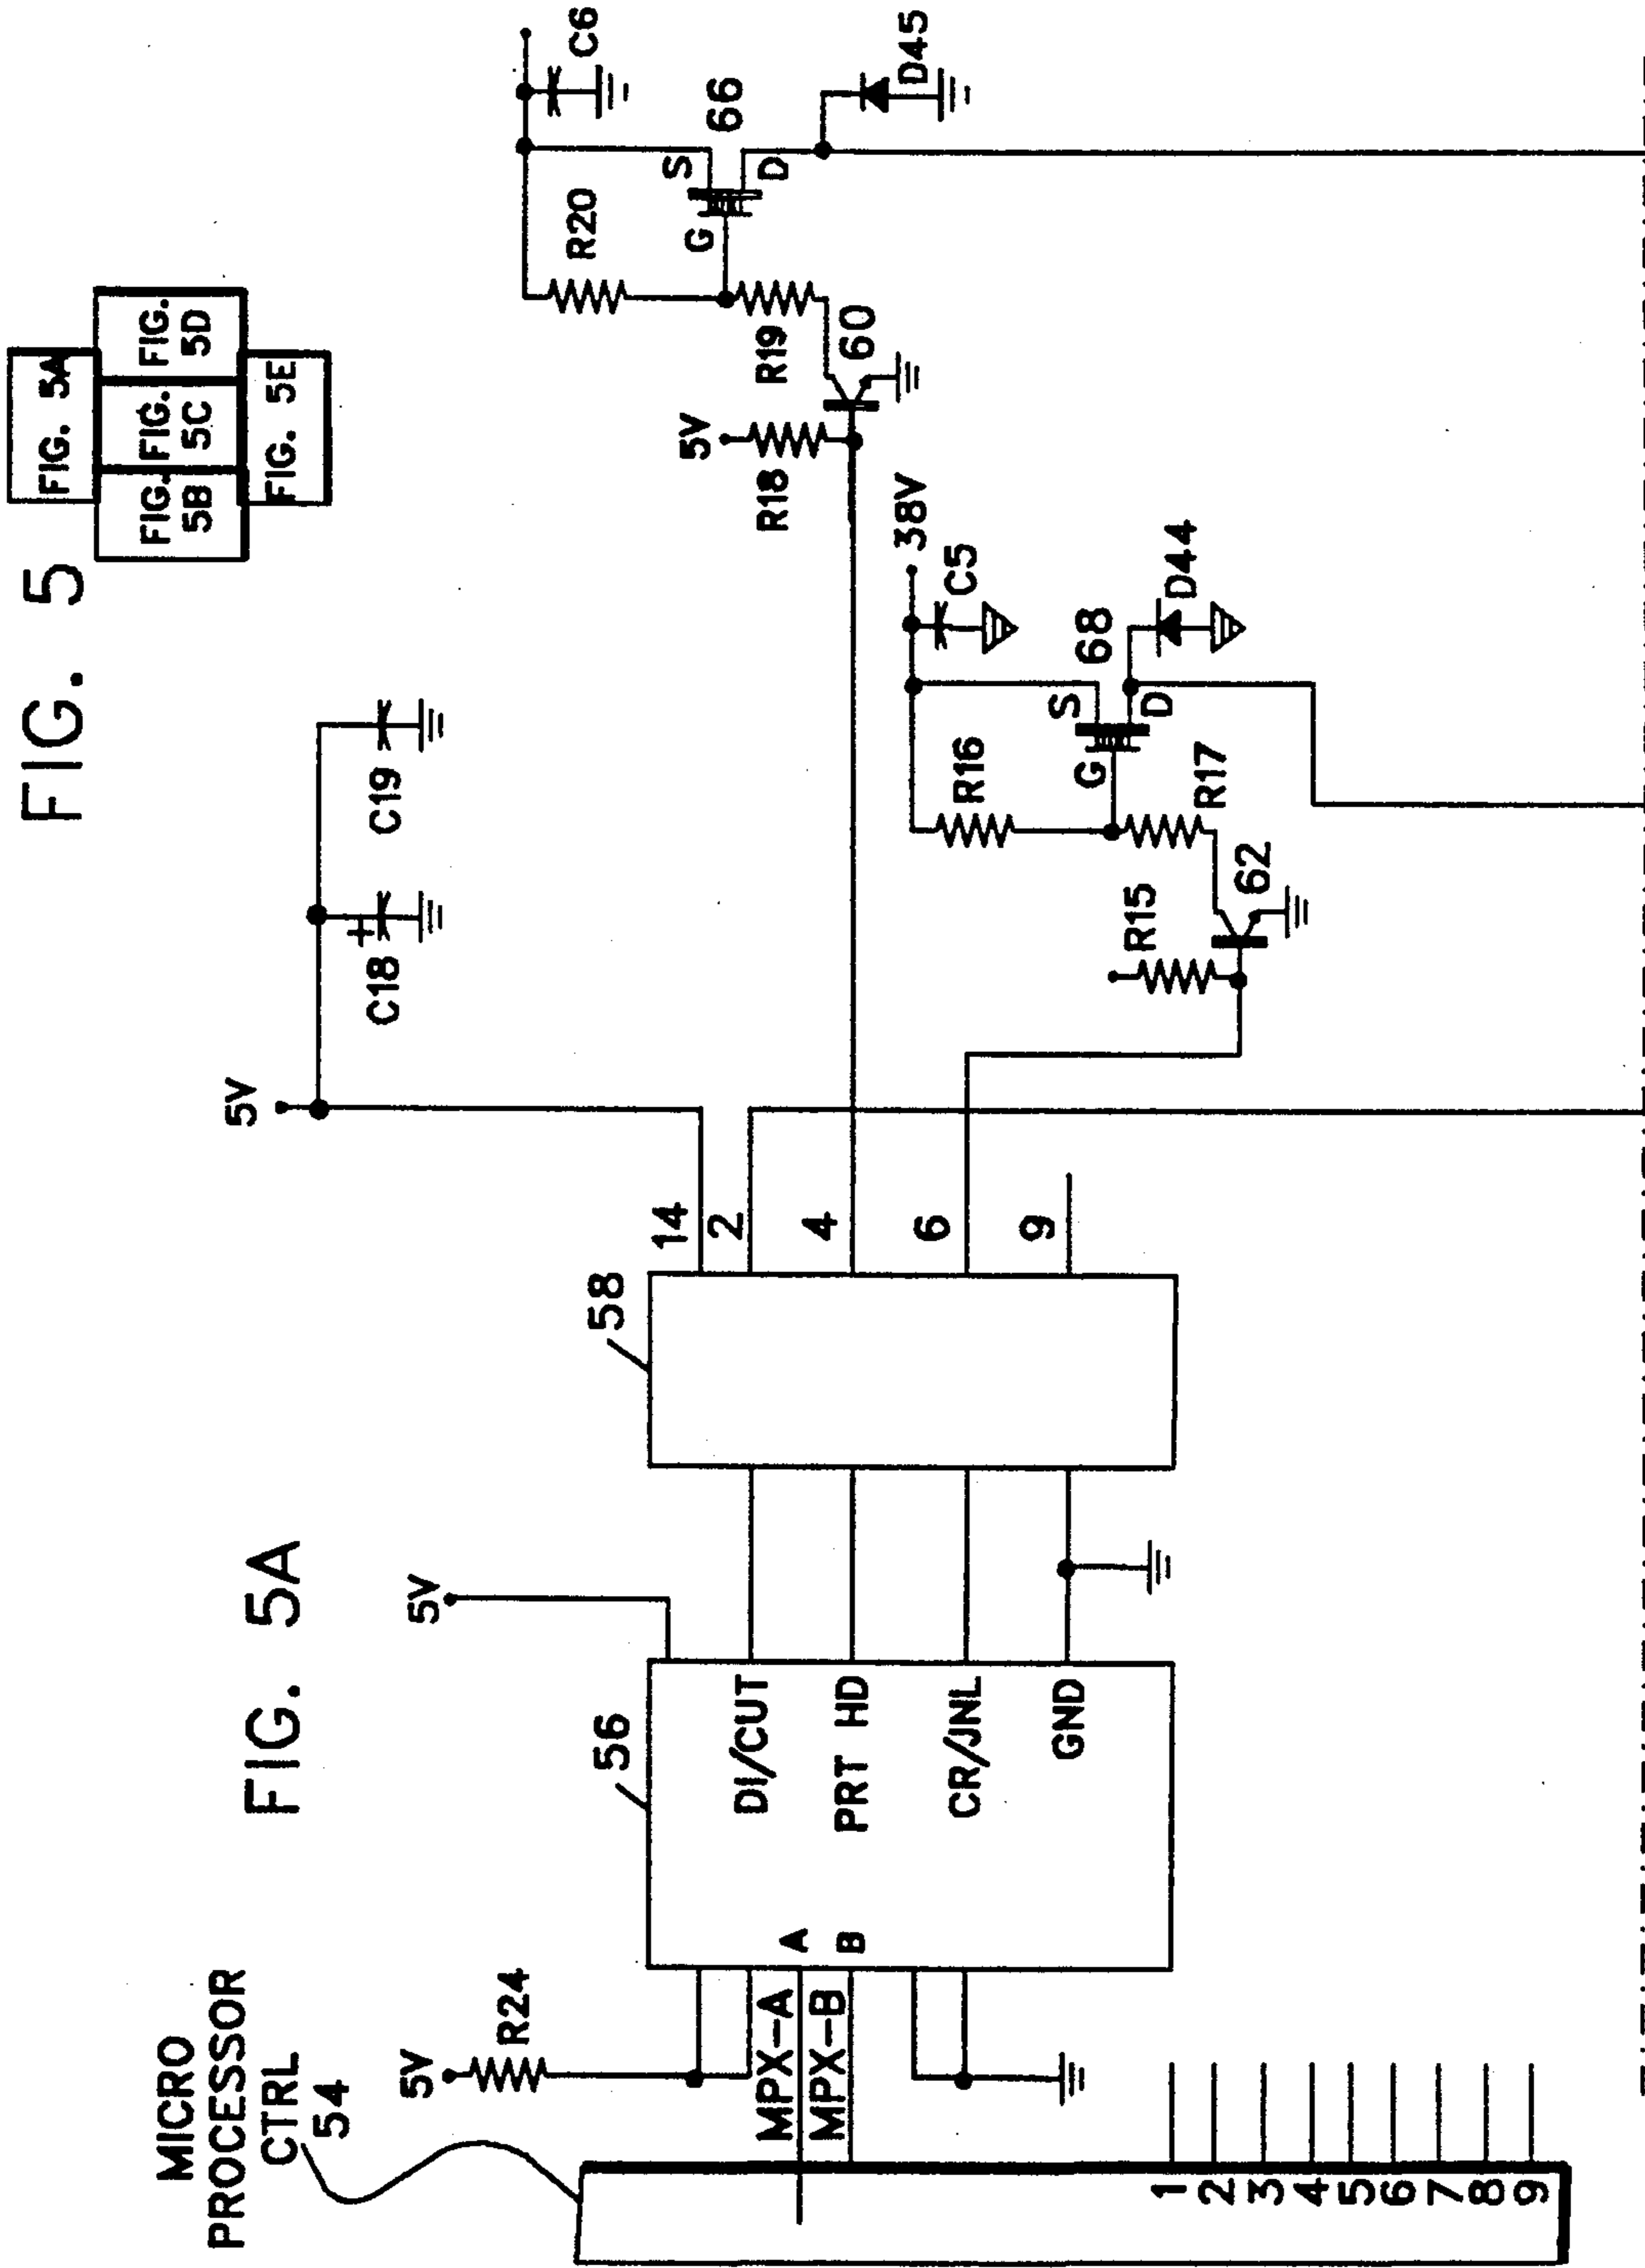 FIG. 5
FIG. 5A
FIG. 5B
FIG. 5C
FIG. 5D
FIG. 5E
FIG. 5A
MICRO
PROCESSOR
CTRL
54
5V
R24
MPX-A
MPX-B
A
B
56
5V
DI/CUT
PRT HD
CR/JNL
GND
58
14
2
4
6
9
5V
C18
+
C19
5V
R18
R19
60
R20
G
S
D
66
C6
D45
38V
C5
R16
G
S
D
68
D44
R17
R15
62
1
2
3
4
5
6
7
8
9